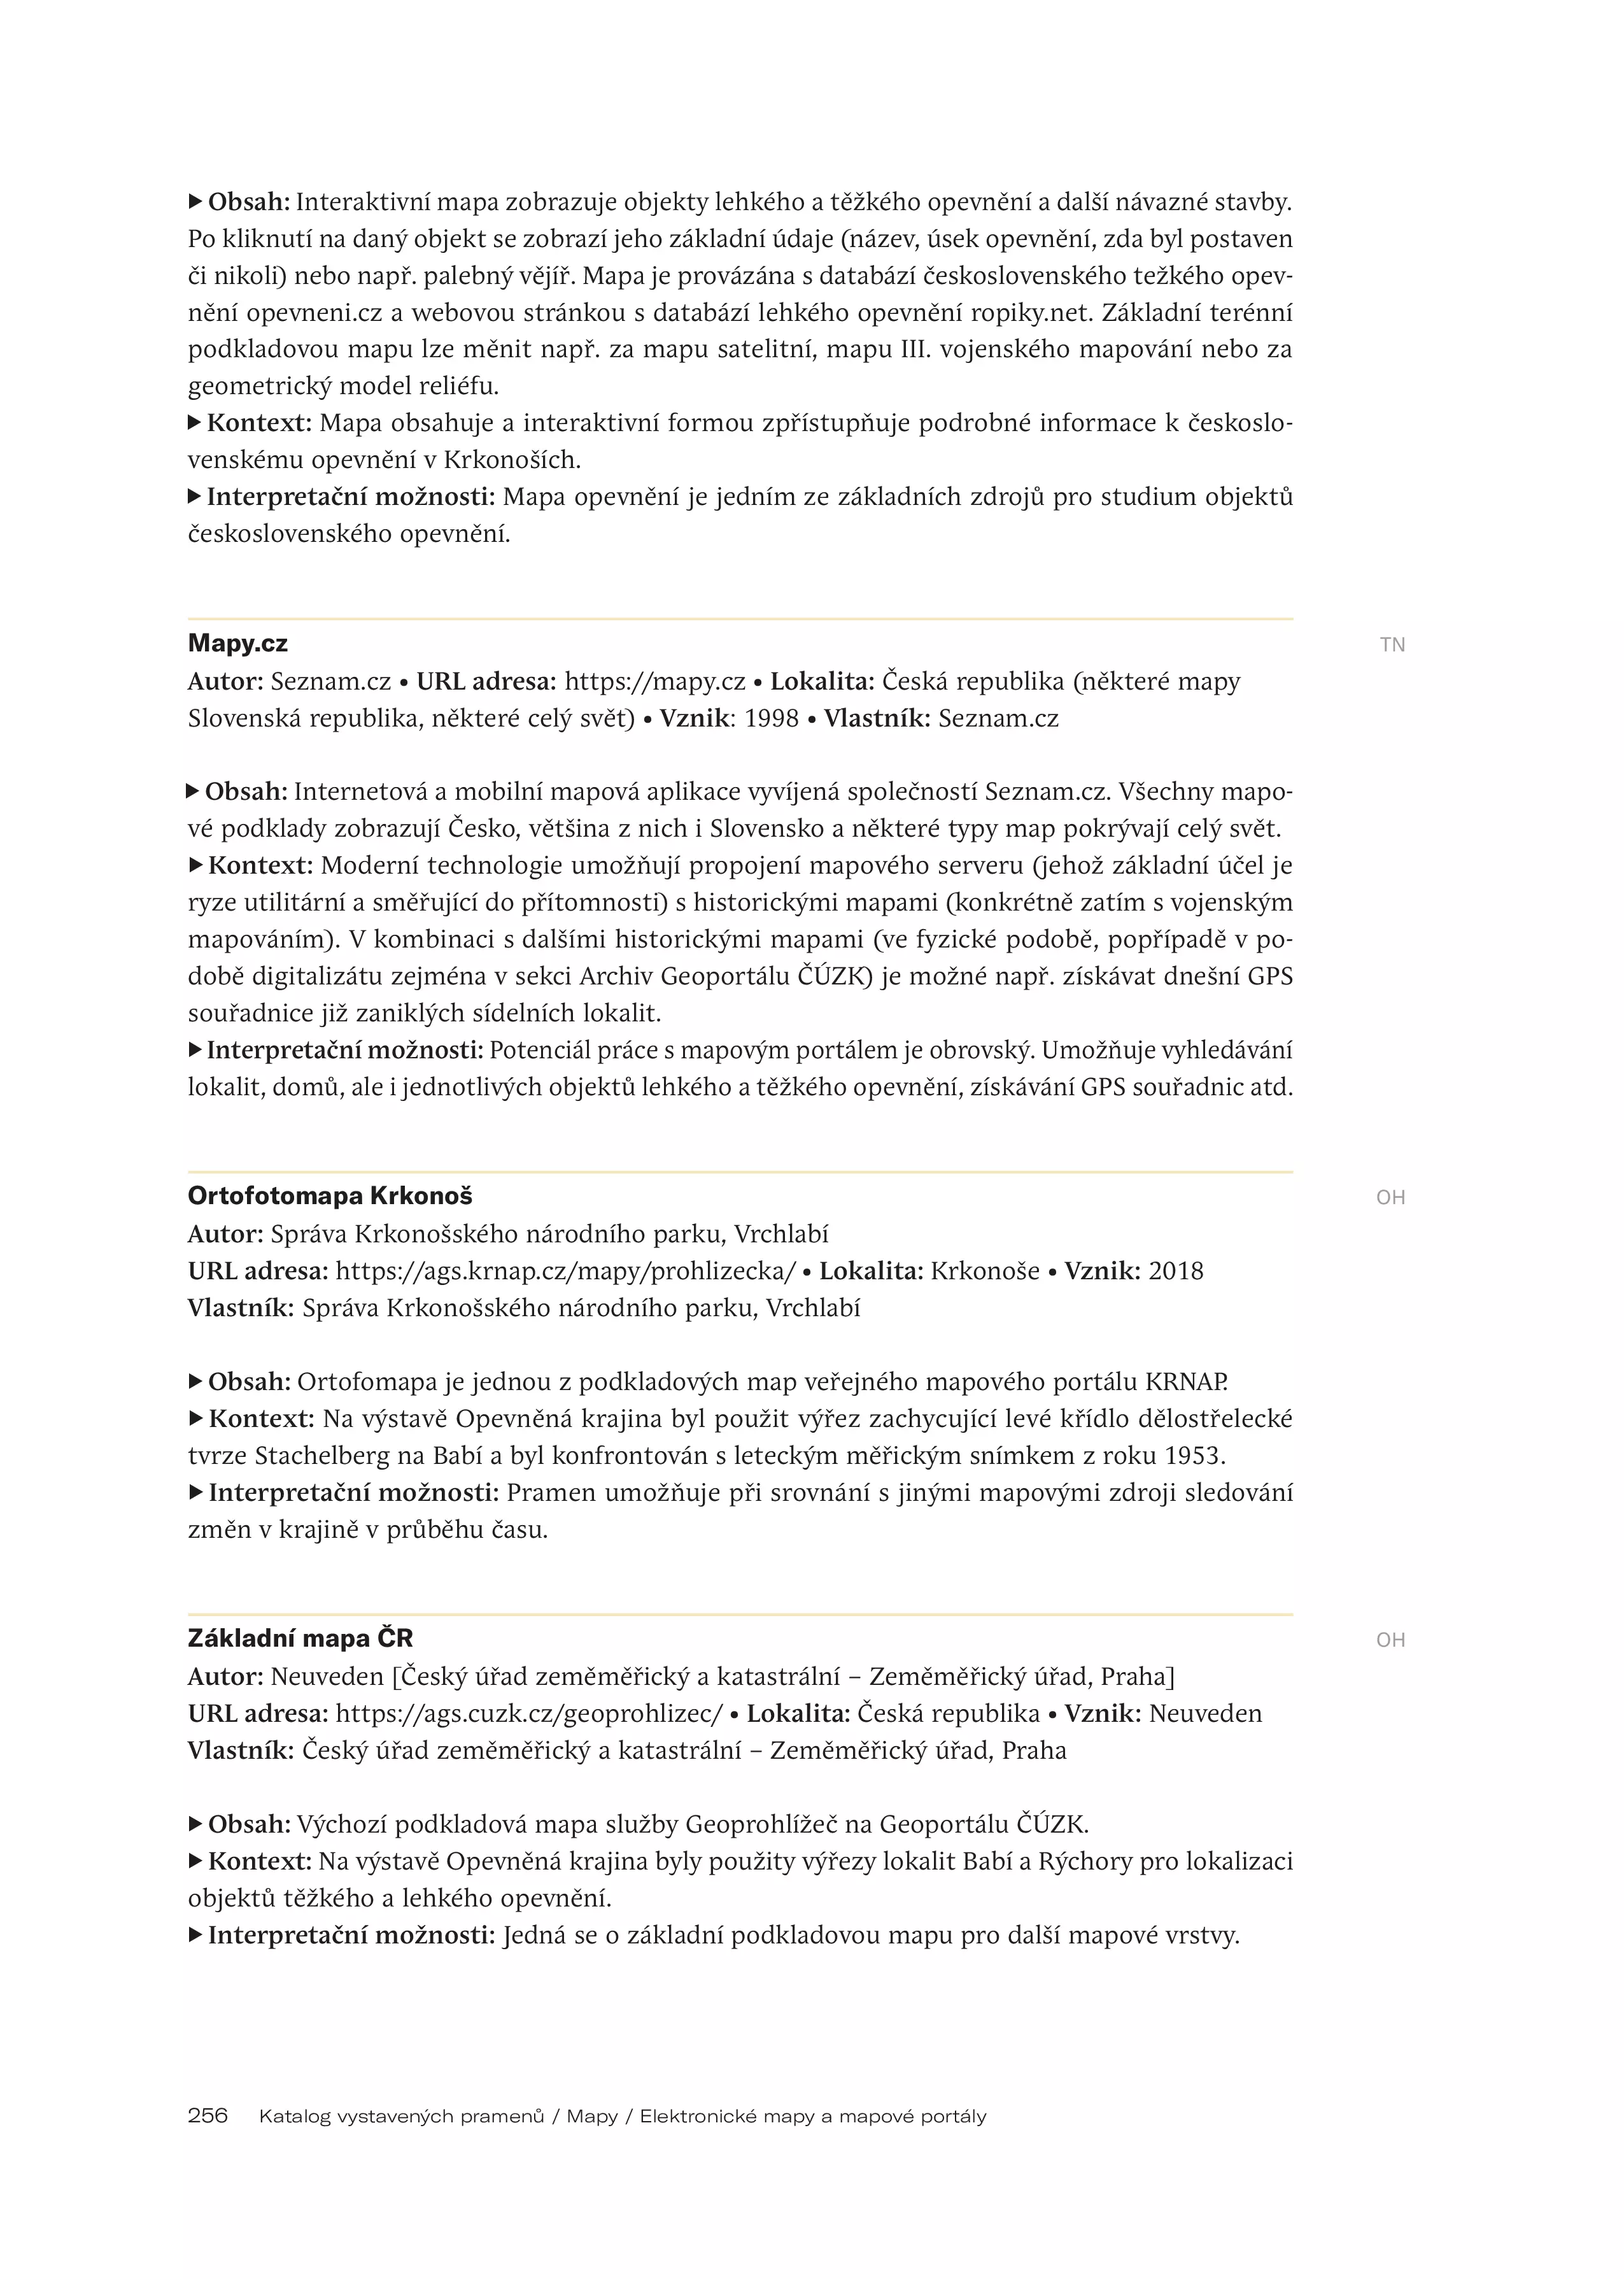 ▶ Obsah: Interaktivní mapa zobrazuje objekty lehkého a těžkého opevnění a další návazné stavby.
Po kliknutí na daný objekt se zobrazí jeho základní údaje (název, úsek opevnění, zda byl postaven
či nikoli) nebo např. palebný vějíř. Mapa je provázána s databází československého težkého opev-
nění opevneni.cz a webovou stránkou s databází lehkého opevnění ropiky.net. Základní terénní
podkladovou mapu lze měnit např. za mapu satelitní, mapu III. vojenského mapování nebo za
geometrický model reliéfu.
▶ Kontext: Mapa obsahuje a interaktivní formou zpřístupňuje podrobné informace k českoslo-
venskému opevnění v Krkonoších.
▶ Interpretační možnosti: Mapa opevnění je jedním ze základních zdrojů pro studium objektů
československého opevnění.
Mapy.cz TN
Autor: Seznam.cz • URL adresa: https://mapy.cz • Lokalita: Česká republika (některé mapy
Slovenská republika, některé celý svět) • Vznik: 1998 • Vlastník: Seznam.cz
▶ Obsah: Internetová a mobilní mapová aplikace vyvíjená společností Seznam.cz. Všechny mapo-
vé podklady zobrazují Česko, většina z nich i Slovensko a některé typy map pokrývají celý svět.
▶ Kontext: Moderní technologie umožňují propojení mapového serveru (jehož základní účel je
ryze utilitární a směřující do přítomnosti) s historickými mapami (konkrétně zatím s vojenským
mapováním). V kombinaci s dalšími historickými mapami (ve fyzické podobě, popřípadě v po-
době digitalizátu zejména v sekci Archiv Geoportálu ČÚZK) je možné např. získávat dnešní GPS
souřadnice již zaniklých sídelních lokalit.
▶ Interpretační možnosti: Potenciál práce s mapovým portálem je obrovský. Umožňuje vyhledávání
lokalit, domů, ale i jednotlivých objektů lehkého a těžkého opevnění, získávání GPS souřadnic atd.
Ortofotomapa Krkonoš OH
Autor: Správa Krkonošského národního parku, Vrchlabí
URL adresa: https://ags.krnap.cz/mapy/prohlizecka/ • Lokalita: Krkonoše • Vznik: 2018
Vlastník: Správa Krkonošského národního parku, Vrchlabí
▶ Obsah: Ortofomapa je jednou z podkladových map veřejného mapového portálu KRNAP.
▶ Kontext: Na výstavě Opevněná krajina byl použit výřez zachycující levé křídlo dělostřelecké
tvrze Stachelberg na Babí a byl konfrontován s leteckým měřickým snímkem z roku 1953.
▶ Interpretační možnosti: Pramen umožňuje při srovnání s jinými mapovými zdroji sledování
změn v krajině v průběhu času.
Základní mapa ČR OH
Autor: Neuveden [Český úřad zeměměřický a katastrální – Zeměměřický úřad, Praha]
URL adresa: https://ags.cuzk.cz/geoprohlizec/ • Lokalita: Česká republika • Vznik: Neuveden
Vlastník: Český úřad zeměměřický a katastrální – Zeměměřický úřad, Praha
▶ Obsah: Výchozí podkladová mapa služby Geoprohlížeč na Geoportálu ČÚZK.
▶ Kontext: Na výstavě Opevněná krajina byly použity výřezy lokalit Babí a Rýchory pro lokalizaci
objektů těžkého a lehkého opevnění.
▶ Interpretační možnosti: Jedná se o základní podkladovou mapu pro další mapové vrstvy.
256 Katalog vystavených pramenů / Mapy / Elektronické mapy a mapové portály